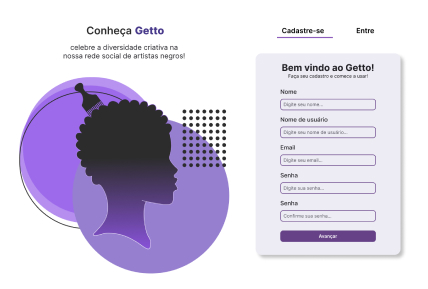 Conheça Getto
celebre a diversidade criativa na
nossa rede social de artistas negros!
Cadastre-se
Entre
Bem vindo ao Getto!
Faça seu cadastro e comece a usar!
Nome
Digite seu nome...
Nome de usuário
Digite seu nome de usuário...
Email
Digite seu email...
Senha
Digite sua senha...
Senha
Confirme sua senha...
Avançar